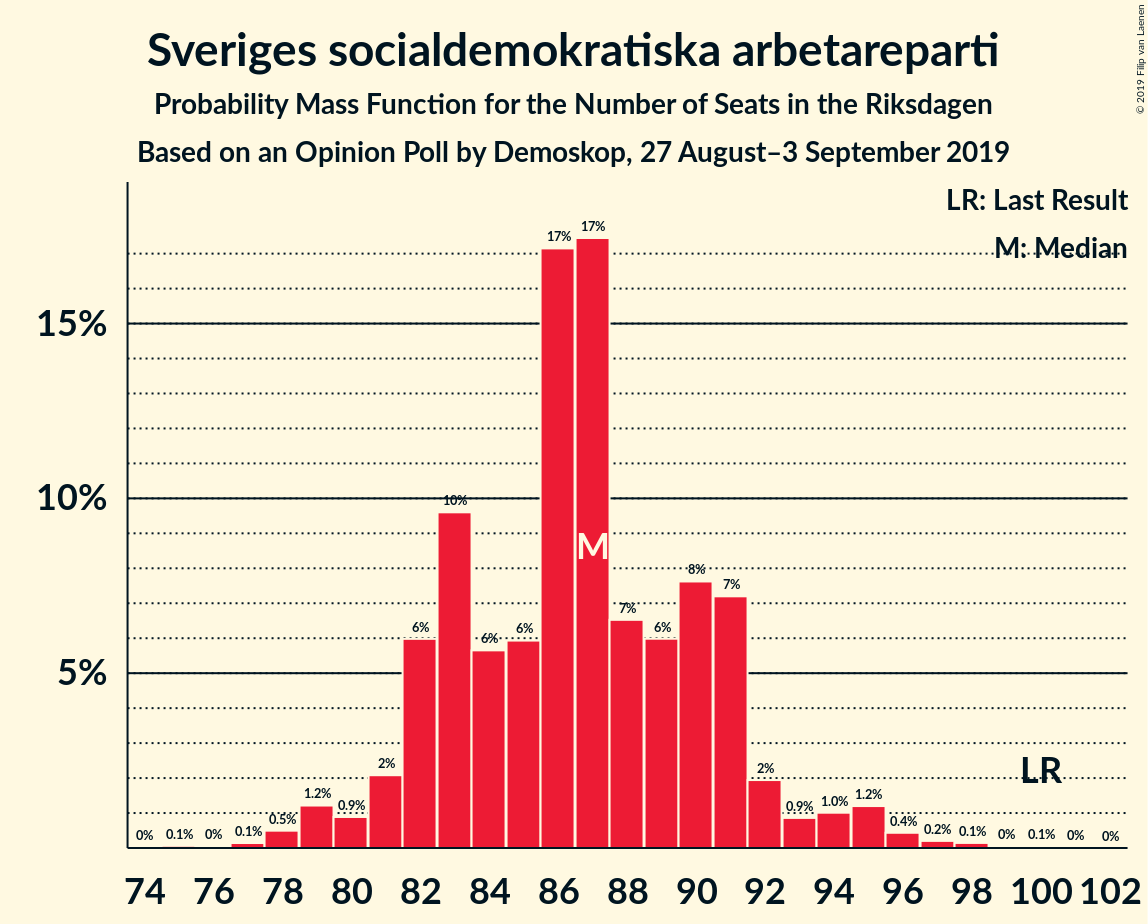 Sveriges socialdemokratiska arbetareparti
Probability Mass Function for the Number of Seats in the Riksdagen
Based on an Opinion Poll by Demoskop, 27 August–3 September 2019
© 2019 Filip van Laenen
LR: Last Result
M: Median
15%
10%
5%
0% 0.1% 0% 0.1% 0.5% 1.2% 0.9% 2% 6% 10% 6% 6% 17% 17% 7% 6% 8% 7% 2% 0.9% 1.0% 1.2% 0.4% 0.2% 0.1% 0% 0.1% 0% 0%
M
LR
74 76 78 80 82 84 86 88 90 92 94 96 98 100 102